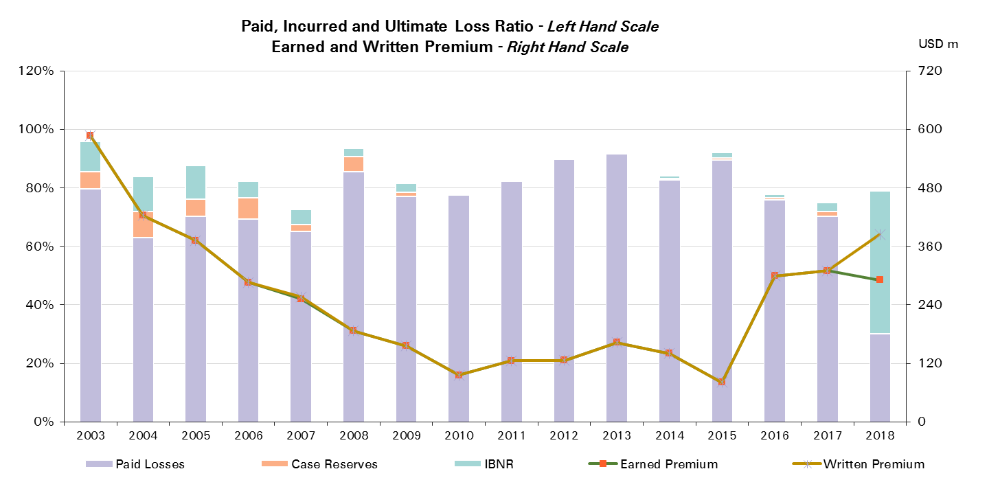 Paid, Incurred and Ultimate Loss Ratio - Left Hand Scale
Earned and Written Premium - Right Hand Scale
USD m
120%
720
100%
600
80%
480
60%
360
40%
240
20%
120
0%
0
2003 2004 2005 2006 2007 2008 2009 2010 2011 2012 2013 2014 2015 2016 2017 2018
Paid Losses Case Reserves IBNR Earned Premium Written Premium